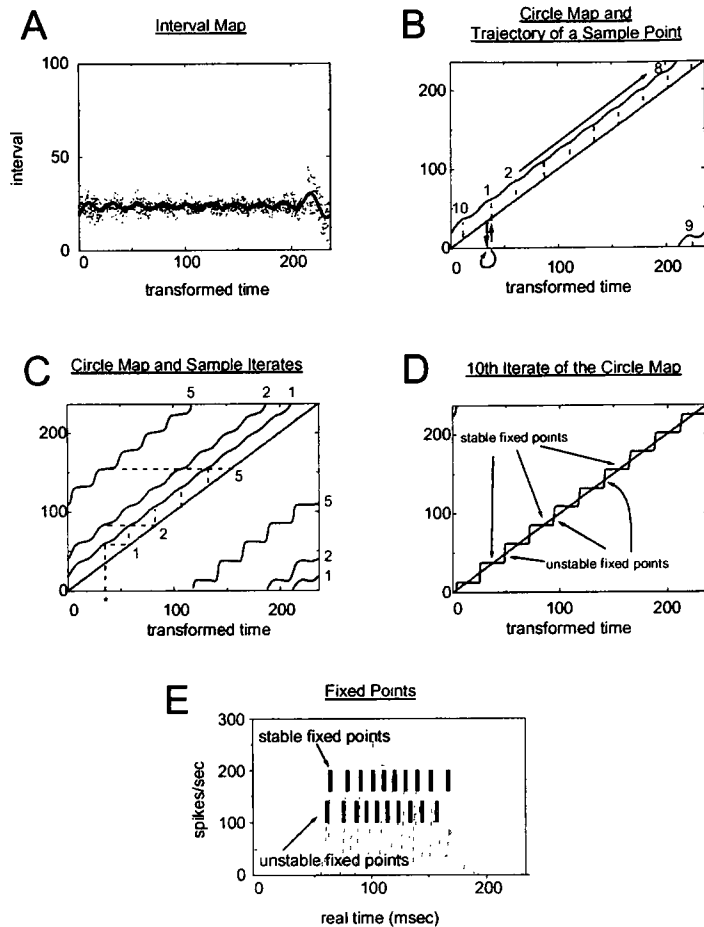 A
Interval Map
100
50
0
interval
0
100
200
transformed time
B
Circle Map and
Trajectory of a Sample Point
200
100
0
10
1
2
8
9
0
100
200
transformed time
C
Circle Map and Sample Iterates
5
2
1
200
100
0
5
2
1
5
2
1
*
0
100
200
transformed time
D
10th Iterate of the Circle Map
200
100
0
stable fixed points
unstable fixed points
0
100
200
transformed time
E
Fixed Points
300
200
100
0
spikes/sec
stable fixed points
unstable fixed points
0
100
200
real time (msec)